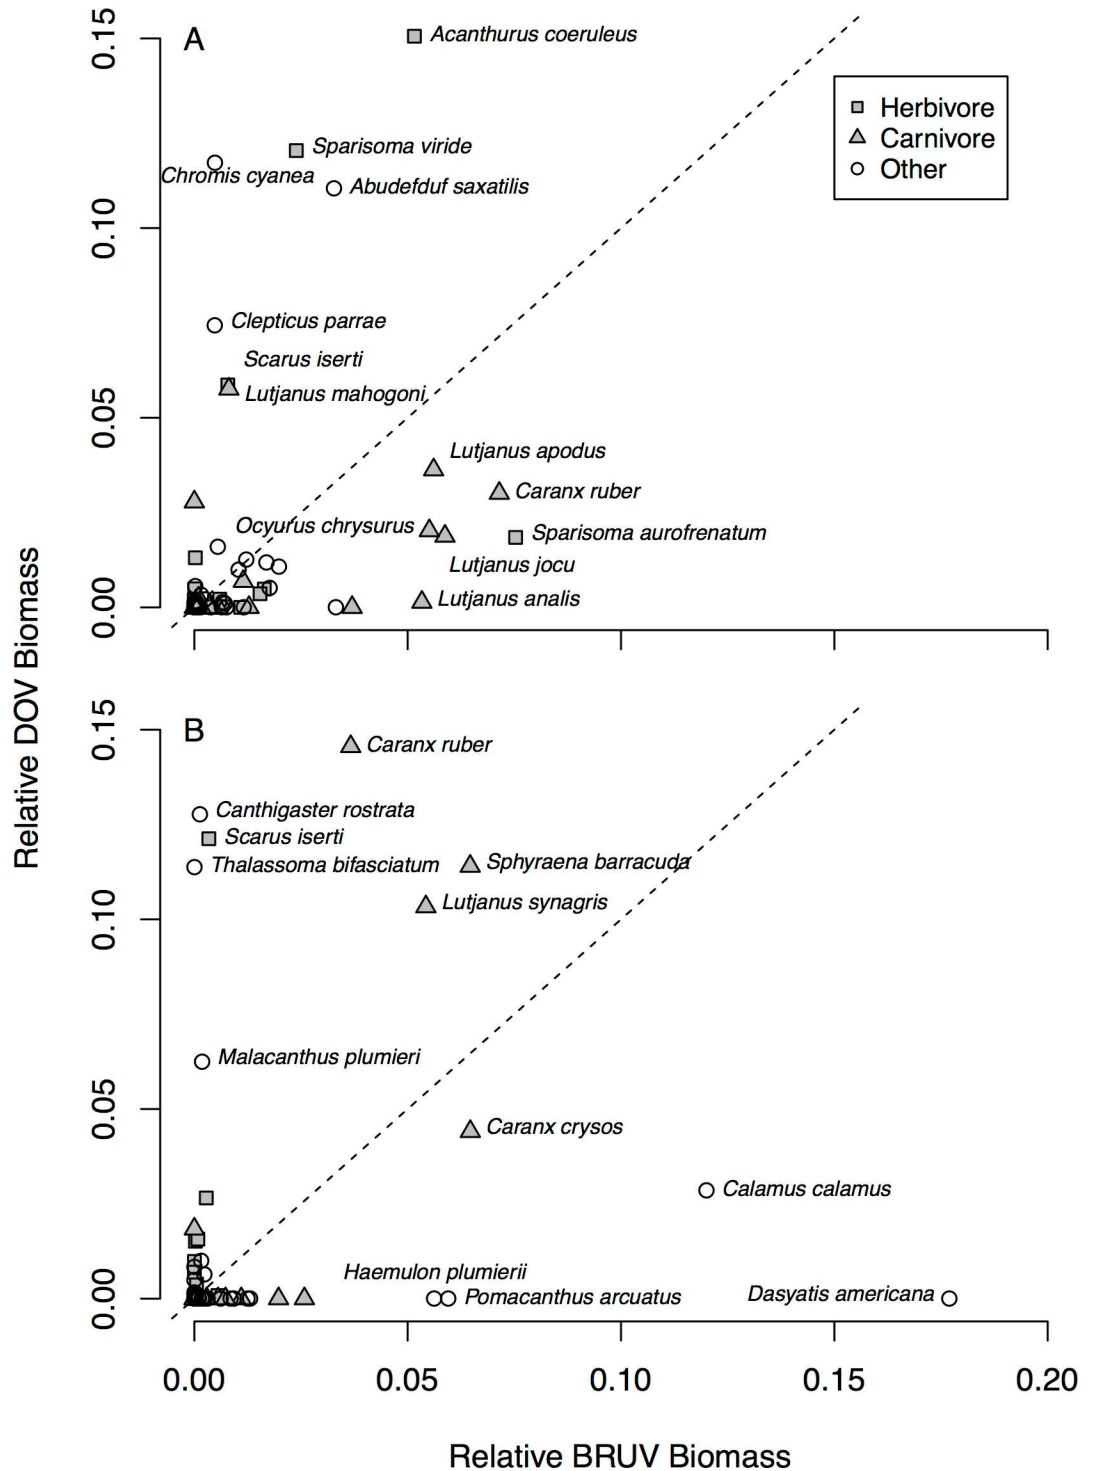 A
0.15
Acanthurus coeruleus
Herbivore
Carnivore
Other
Sparisoma viride
Chromis cyanea
Abudefduf saxatilis
0.10
Clepticus parrae
Scarus iserti
Lutjanus mahogoni
0.05
Lutjanus apodus
Caranx ruber
Ocyurus chrysurus
Sparisoma aurofrenatum
Lutjanus jocu
Lutjanus analis
0.00
Relative DOV Biomass
B
0.15
Caranx ruber
Canthigaster rostrata
Scarus iserti
Thalassoma bifasciatum
Sphyraena barracuda
Lutjanus synagris
0.10
Malacanthus plumieri
0.05
Caranx crysos
Calamus calamus
Haemulon plumierii
Pomacanthus arcuatus
Dasyatis americana
0.00
0.00 0.05 0.10 0.15 0.20
Relative BRUV Biomass